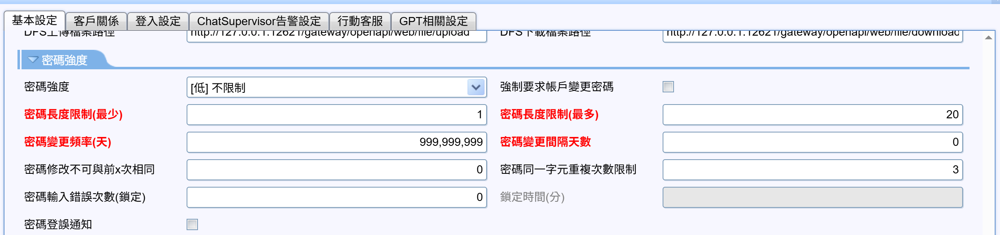 基本設定 客戶關係 登入設定 ChatSupervisor告警設定 行動客服 GPT相關設定
DFS上傳檔案路徑 http://127.0.0.1:12621/gateway/openapi/web/file/upload DFS下載檔案路徑 http://127.0.0.1:12621/gateway/openapi/web/file/download
密碼強度
密碼強度 [低] 不限制 強制要求帳戶變更密碼
密碼長度限制(最少) 1 密碼長度限制(最多) 20
密碼變更頻率(天) 999,999,999 密碼變更間隔天數 0
密碼修改不可與前x次相同 0 密碼同一字元重複次數限制 3
密碼輸入錯誤次數(鎖定) 0 鎖定時間(分)
密碼登誤通知